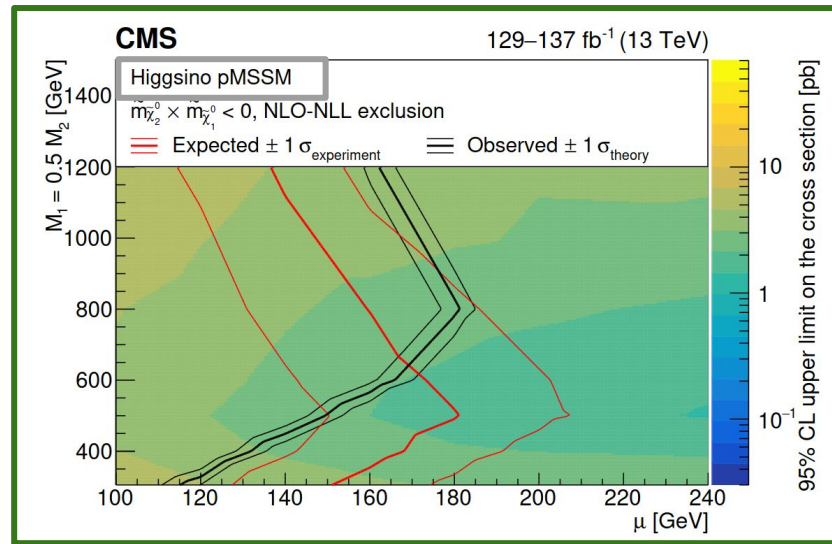 CMS 129–137 fb⁻¹ (13 TeV)
Higgsino pMSSM
m̃χ̃⁰₂ × m̃χ̃⁰₁ < 0, NLO-NLL exclusion
Expected ± 1 σexperiment
Observed ± 1 σtheory
M₁ = 0.5 M₂ [GeV]
1400
1200
1000
800
600
400
100 120 140 160 180 200 220 240
μ [GeV]
10
1
10⁻¹
95% CL upper limit on the cross section [pb]